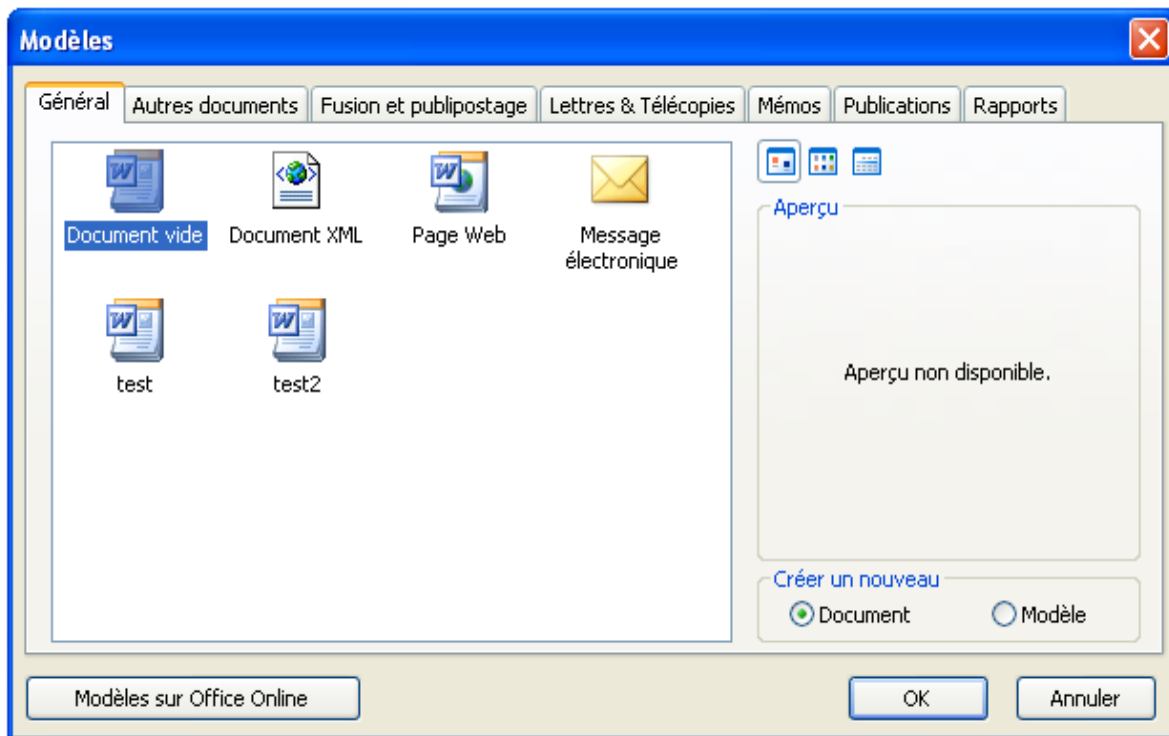 Modèles
Général Autres documents Fusion et publipostage Lettres & Télécopies Mémos Publications Rapports
Document vide Document XML Page Web Message
électronique
test test2
Aperçu
Aperçu non disponible.
Créer un nouveau
Document Modèle
Modèles sur Office Online OK Annuler